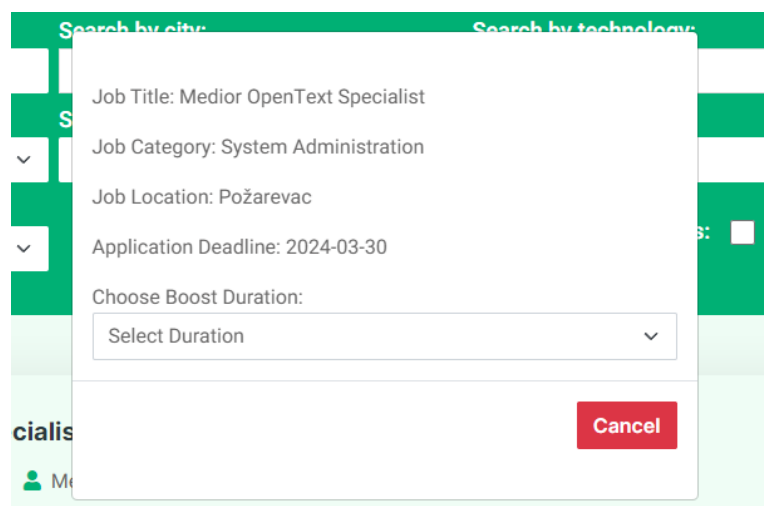 Search by city:
Search by technology:
Job Title: Medior OpenText Specialist
Job Category: System Administration
Job Location: Požarevac
Application Deadline: 2024-03-30
Choose Boost Duration:
Select Duration
Cancel